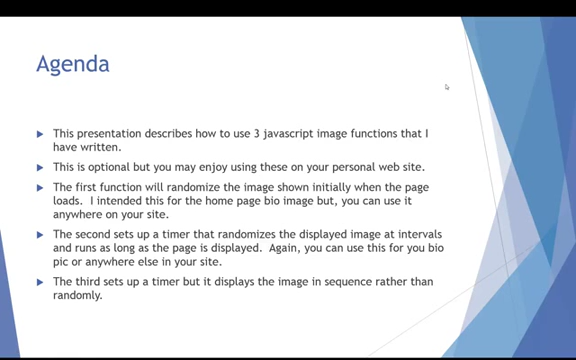 Agenda
This presentation describes how to use 3 javascript image functions that I
have written.
This is optional but you may enjoy using these on your personal web site.
The first function will randomize the image shown initially when the page
loads. I intended this for the home page bio image but, you can use it
anywhere on your site.
The second sets up a timer that randomizes the displayed image at intervals
and runs as long as the page is displayed. Again, you can use this for you bio
pic or anywhere else in your site.
The third sets up a timer but it displays the image in sequence rather than
randomly.